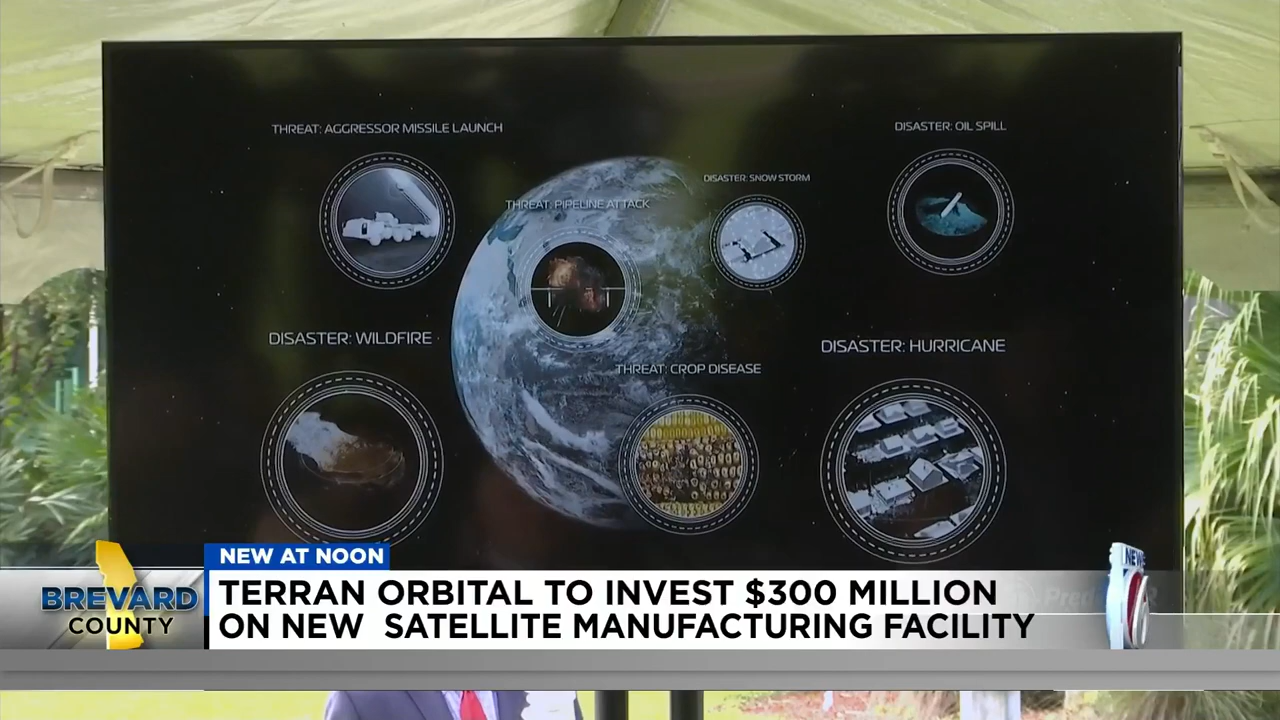 THREAT: AGGRESSOR MISSILE LAUNCH
DISASTER: OIL SPILL
DISASTER: SNOW STORM
THREAT: PIPELINE ATTACK
DISASTER: WILDFIRE
DISASTER: HURRICANE
THREAT: CROP DISEASE
NEW AT NOON
BREVARD
COUNTY
TERRAN ORBITAL TO INVEST $300 MILLION
ON NEW SATELLITE MANUFACTURING FACILITY
NEWS